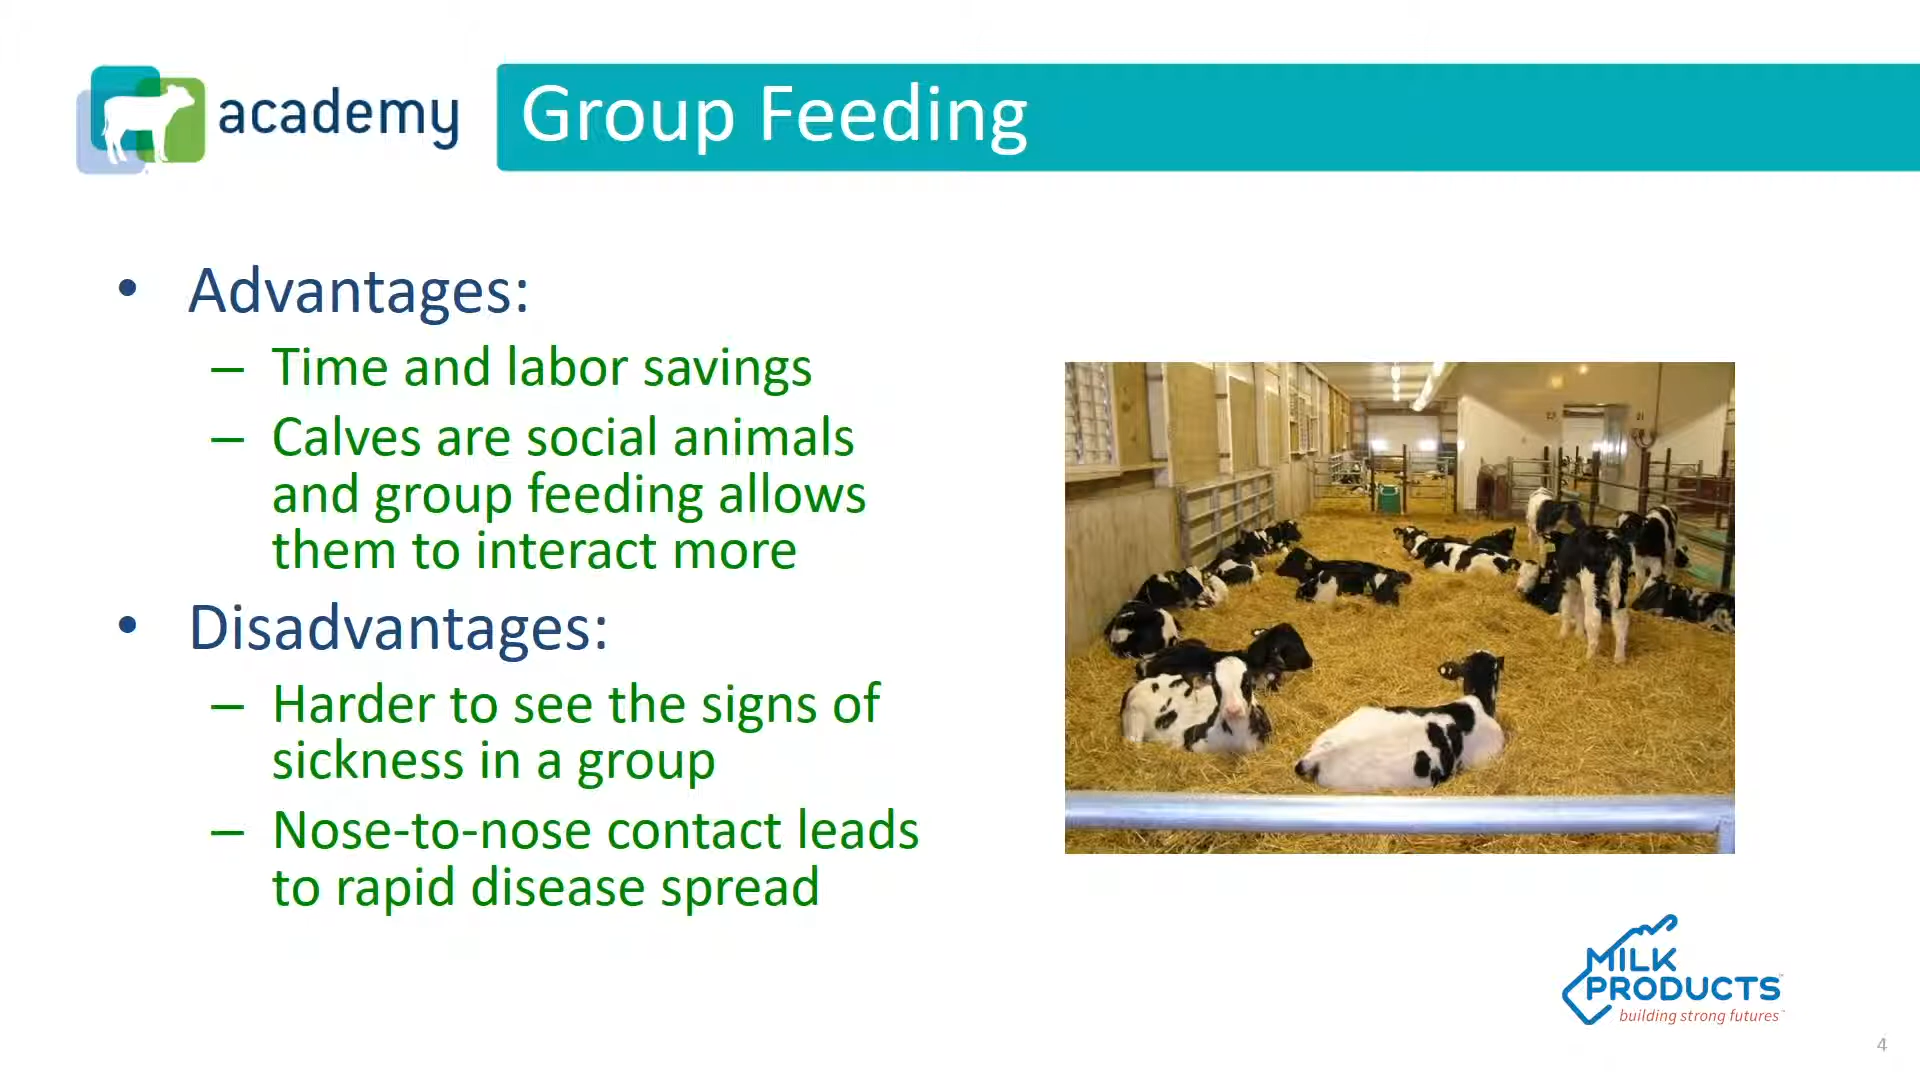 academy
Group Feeding
• Advantages:
– Time and labor savings
– Calves are social animals
and group feeding allows
them to interact more
• Disadvantages:
– Harder to see the signs of
sickness in a group
– Nose-to-nose contact leads
to rapid disease spread
MILK
PRODUCTS
building strong futures
4